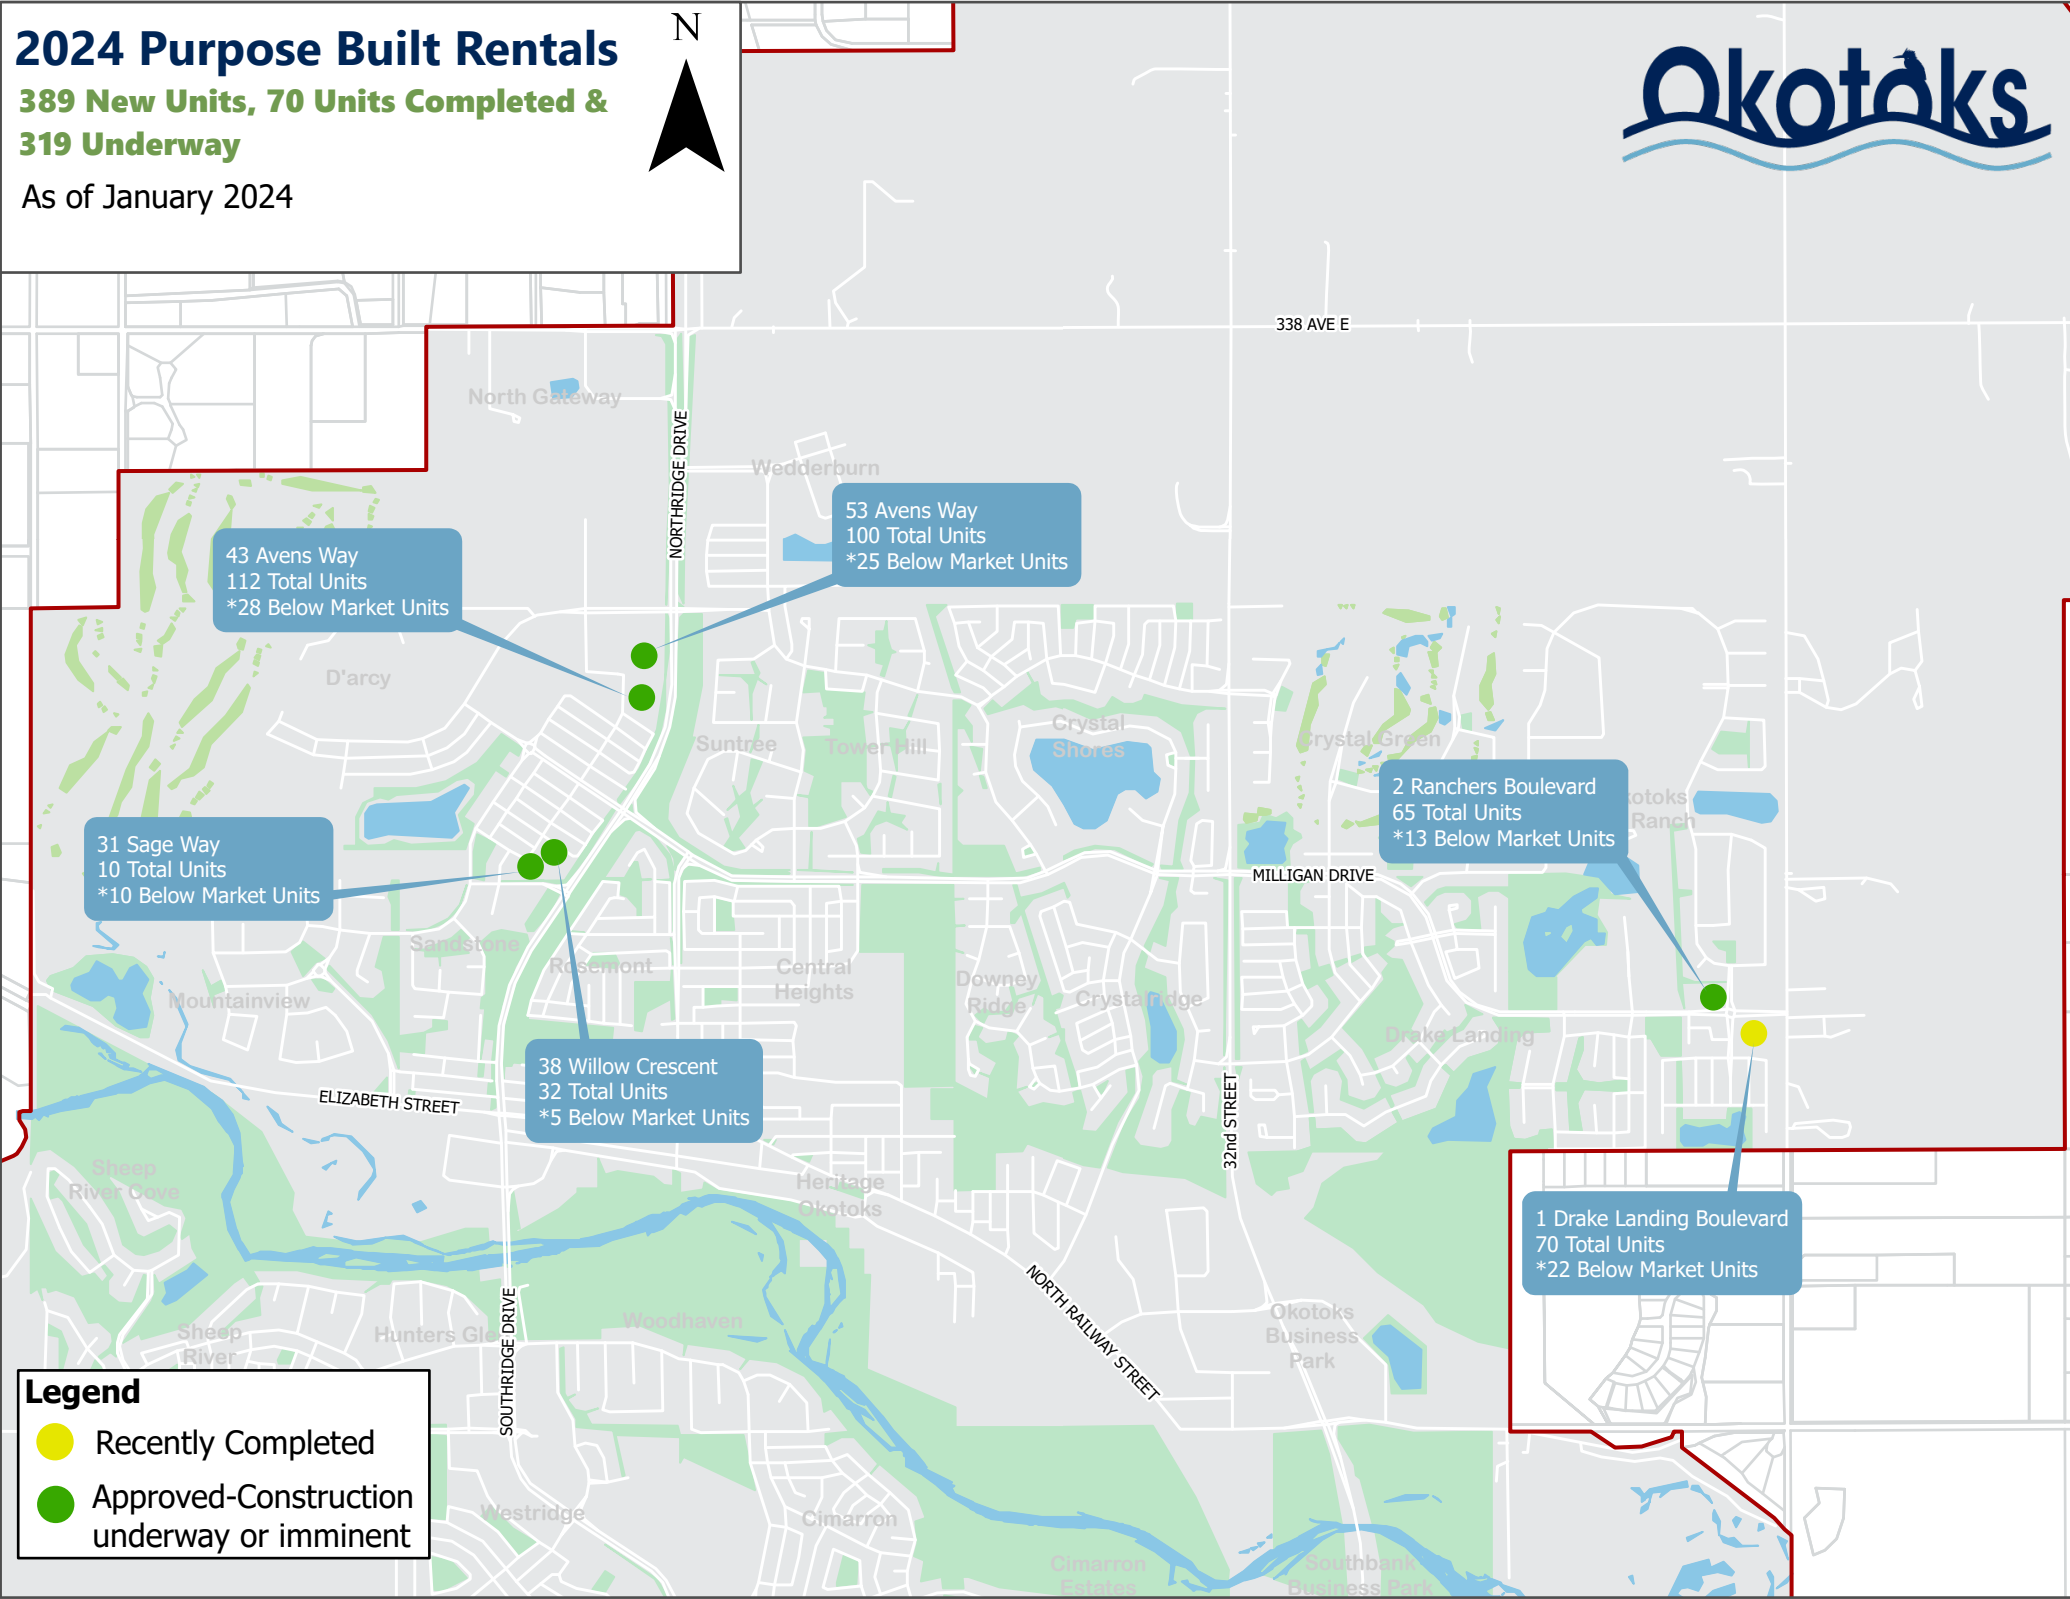 2024 Purpose Built Rentals
389 New Units, 70 Units Completed &
319 Underway
As of January 2024
N
Okotoks
338 AVE E
North Gateway
NORTHRIDGE DRIVE
Wedderburn
53 Avens Way
100 Total Units
*25 Below Market Units
43 Avens Way
112 Total Units
*28 Below Market Units
D'arcy
Suntree
Tower Hill
Crystal
Shores
Crystal Green
2 Ranchers Boulevard
65 Total Units
*13 Below Market Units
Ranch
31 Sage Way
10 Total Units
*10 Below Market Units
MILLIGAN DRIVE
Sandstone
Rosemont
Central
Heights
Downey
Ridge
Crystalridge
Mountainview
Drake Landing
38 Willow Crescent
32 Total Units
*5 Below Market Units
ELIZABETH STREET
32nd STREET
Sheep
River Cove
Heritage
Okotoks
1 Drake Landing Boulevard
70 Total Units
*22 Below Market Units
NORTH RAILWAY STREET
SOUTHRIDGE DRIVE
Woodhaven
Okotoks
Business
Park
Sheep
River
Hunters Gle
Legend
Recently Completed
Approved-Construction
underway or imminent
Westridge
Cimarron
Cimarron
Estates
Southbank
Business Park